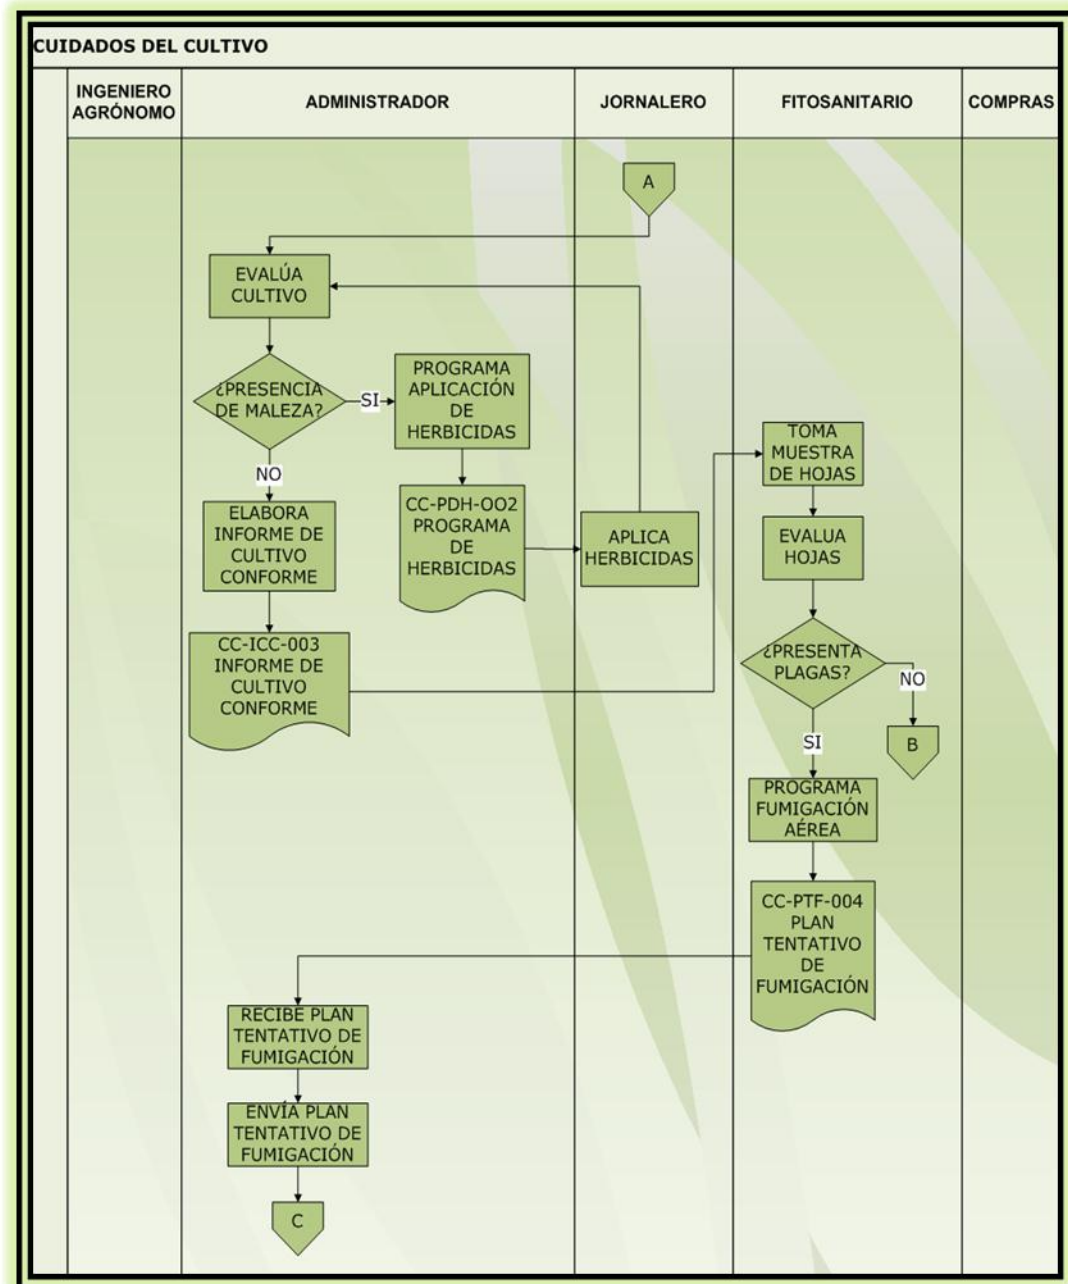 CUIDADOS DEL CULTIVO
INGENIERO
AGRÓNOMO
ADMINISTRADOR
JORNALERO
FITOSANITARIO
COMPRAS
A
EVALÚA
CULTIVO
¿PRESENCIA
DE MALEZA?
SI
PROGRAMA
APLICACIÓN
DE
HERBICIDAS
NO
ELABORA
INFORME DE
CULTIVO
CONFORME
CC-PDH-OO2
PROGRAMA
DE
HERBICIDAS
APLICA
HERBICIDAS
CC-ICC-003
INFORME DE
CULTIVO
CONFORME
TOMA
MUESTRA
DE HOJAS
EVALUA
HOJAS
¿PRESENTA
PLAGAS?
NO
B
SI
PROGRAMA
FUMIGACIÓN
AÉREA
CC-PTF-004
PLAN
TENTATIVO
DE
FUMIGACIÓN
RECIBE PLAN
TENTATIVO DE
FUMIGACIÓN
ENVÍA PLAN
TENTATIVO DE
FUMIGACIÓN
C